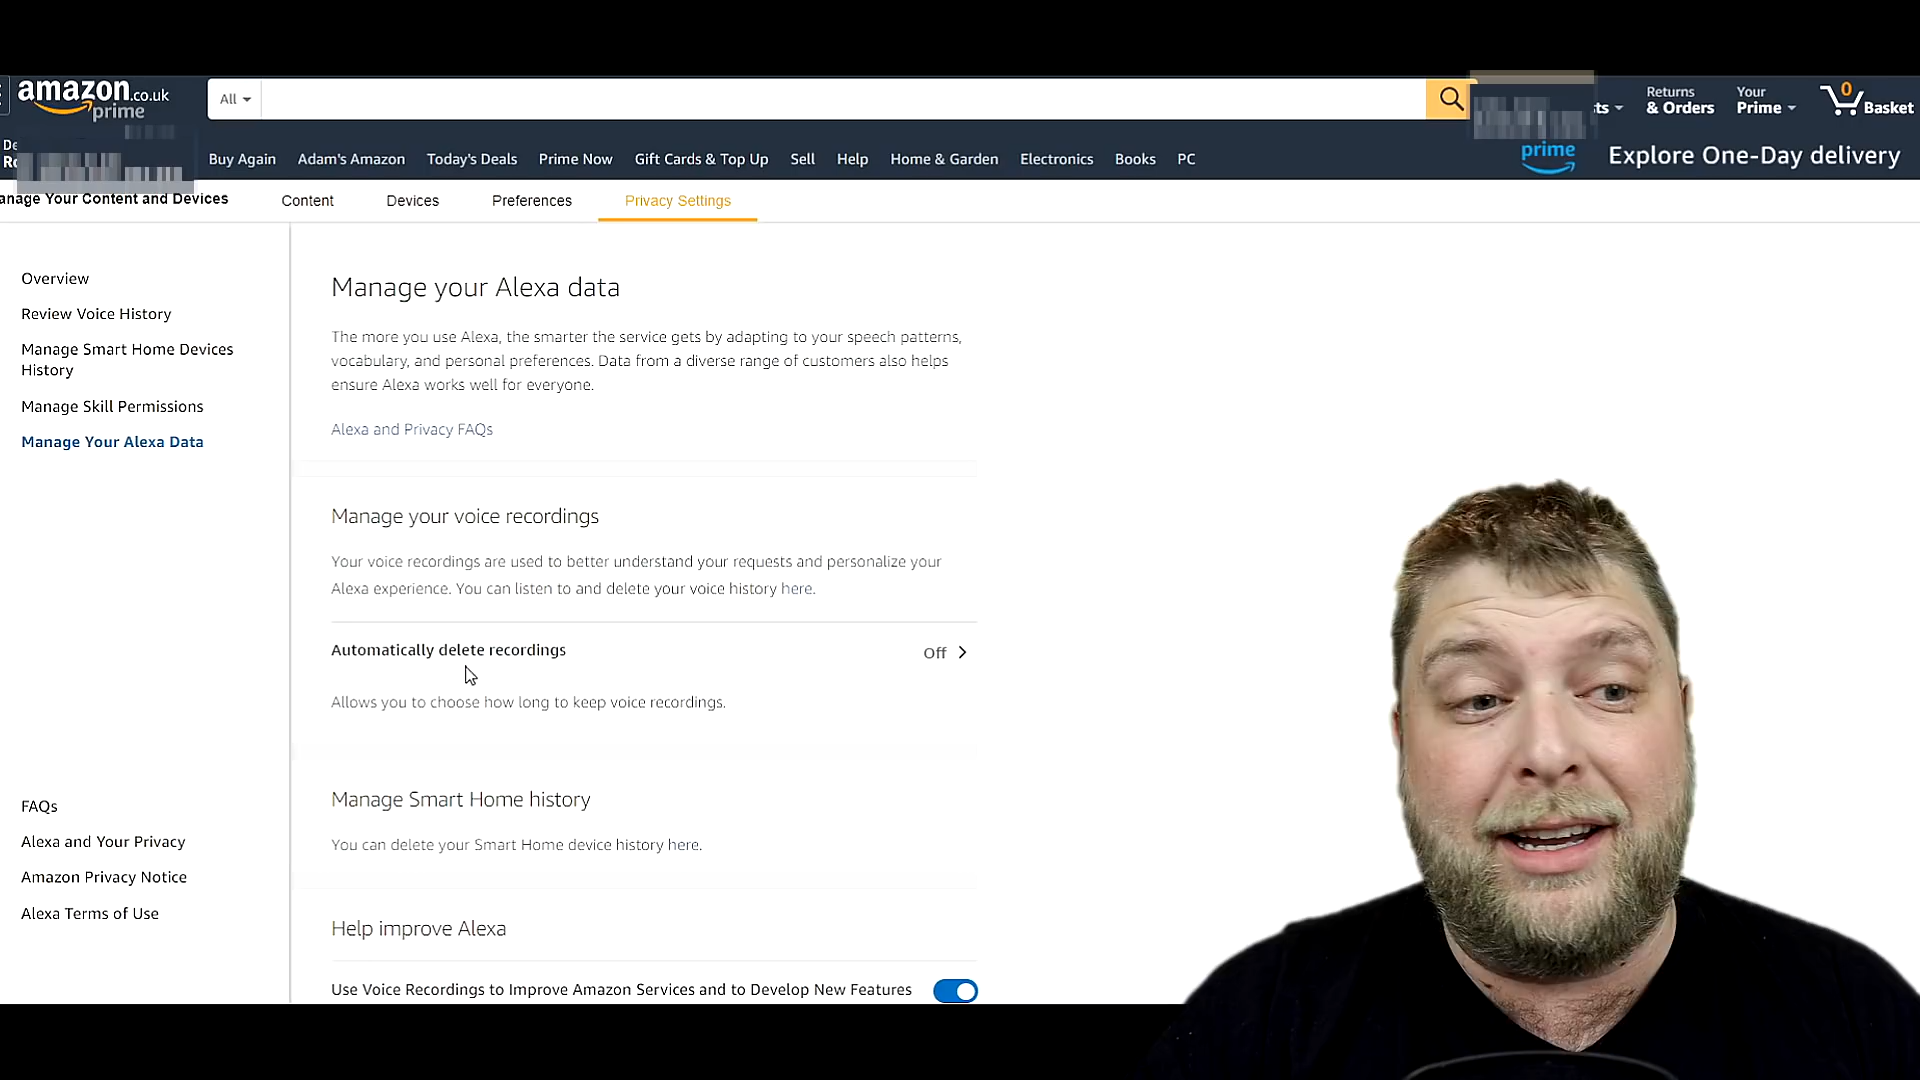 amazon.co.uk
prime
All
ts
Returns
& Orders
Your
Prime
0
Basket
De
Ro
Buy Again
Adam's Amazon
Today's Deals
Prime Now
Gift Cards & Top Up
Sell
Help
Home & Garden
Electronics
Books
PC
prime
Explore One-Day delivery
anage Your Content and Devices
Content
Devices
Preferences
Privacy Settings
Overview
Review Voice History
Manage Smart Home Devices
History
Manage Skill Permissions
Manage Your Alexa Data
FAQs
Alexa and Your Privacy
Amazon Privacy Notice
Alexa Terms of Use
Manage your Alexa data
The more you use Alexa, the smarter the service gets by adapting to your speech patterns,
vocabulary, and personal preferences. Data from a diverse range of customers also helps
ensure Alexa works well for everyone.
Alexa and Privacy FAQs
Manage your voice recordings
Your voice recordings are used to better understand your requests and personalize your
Alexa experience. You can listen to and delete your voice history here.
Automatically delete recordings
Off
Allows you to choose how long to keep voice recordings.
Manage Smart Home history
You can delete your Smart Home device history here.
Help improve Alexa
Use Voice Recordings to Improve Amazon Services and to Develop New Features